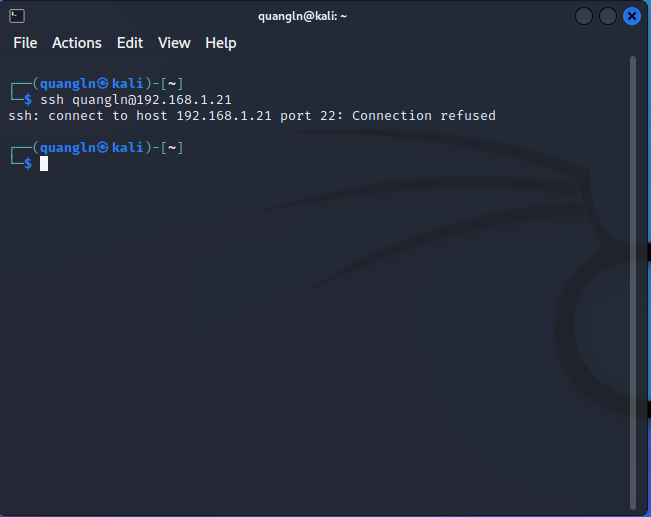 quangln@kali: ~
File Actions Edit View Help
┌──(quangln㉿kali)-[~]
└─$ ssh quangln@192.168.1.21
ssh: connect to host 192.168.1.21 port 22: Connection refused
┌──(quangln㉿kali)-[~]
└─$